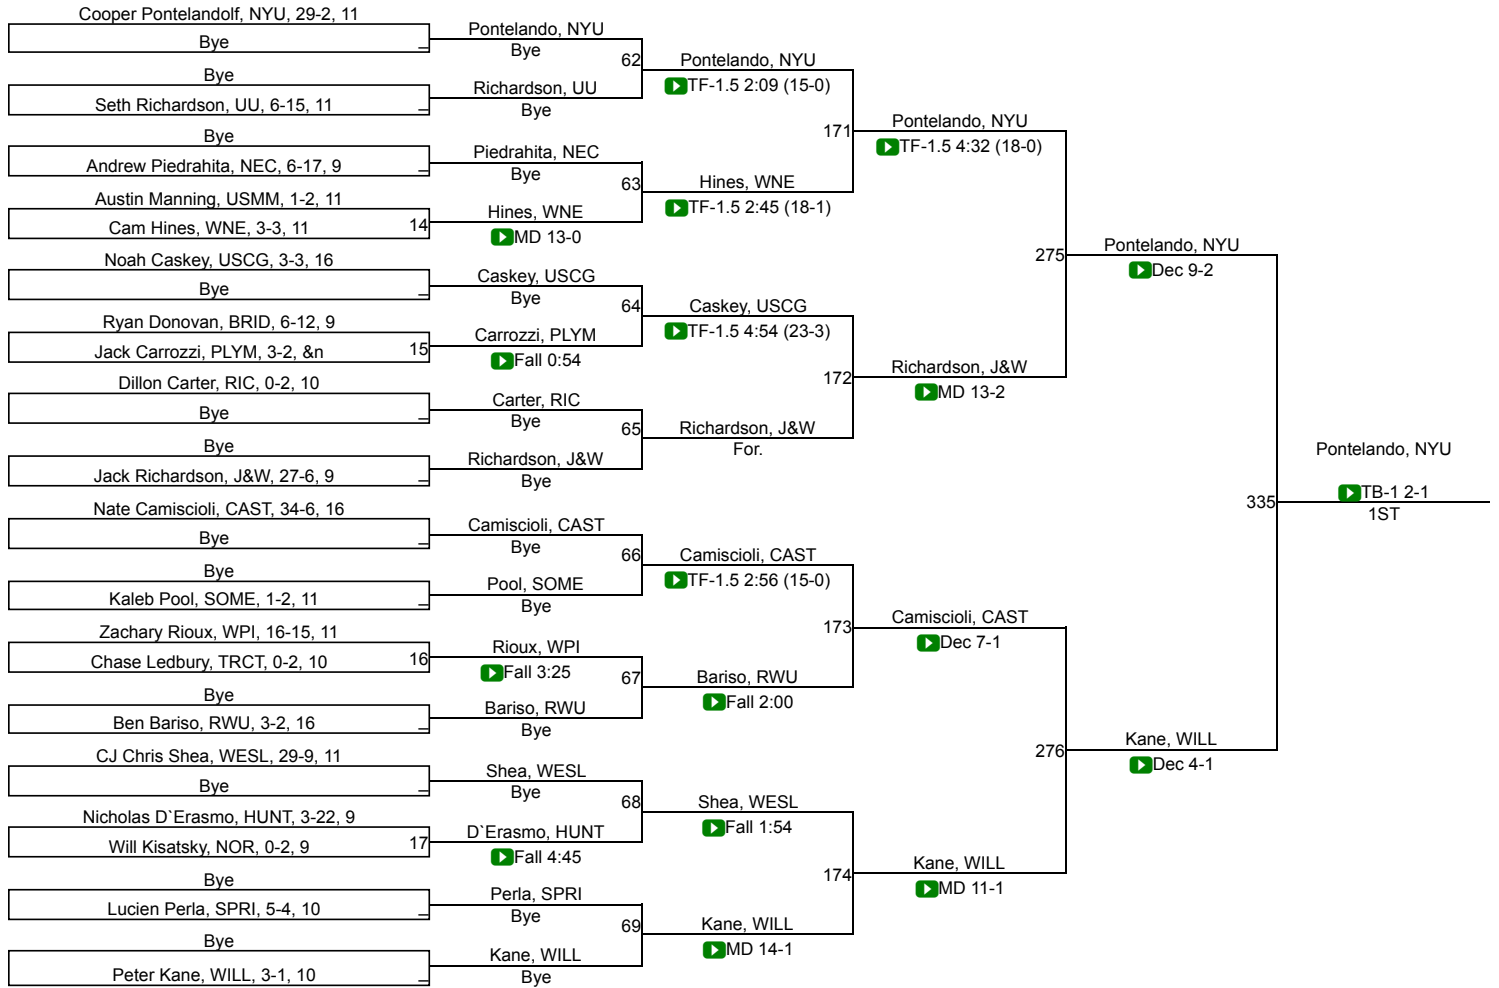 Cooper Pontelandolf, NYU, 29-2, 11
Bye
Bye
Seth Richardson, UU, 6-15, 11
Bye
Andrew Piedrahita, NEC, 6-17, 9
Austin Manning, USMM, 1-2, 11
Cam Hines, WNE, 3-3, 11
14
Noah Caskey, USCG, 3-3, 16
Bye
Ryan Donovan, BRID, 6-12, 9
Jack Carrozzi, PLYM, 3-2, &n
15
Dillon Carter, RIC, 0-2, 10
Bye
Bye
Jack Richardson, J&W, 27-6, 9
Nate Camiscioli, CAST, 34-6, 16
Bye
Bye
Kaleb Pool, SOME, 1-2, 11
Zachary Rioux, WPI, 16-15, 11
Chase Ledbury, TRCT, 0-2, 10
16
Bye
Ben Bariso, RWU, 3-2, 16
CJ Chris Shea, WESL, 29-9, 11
Bye
Nicholas D`Erasmo, HUNT, 3-22, 9
Will Kisatsky, NOR, 0-2, 9
17
Bye
Lucien Perla, SPRI, 5-4, 10
Bye
Peter Kane, WILL, 3-1, 10
Pontelando, NYU
Bye
62
Richardson, UU
Bye
Piedrahita, NEC
Bye
63
Hines, WNE
MD 13-0
Caskey, USCG
Bye
64
Carrozzi, PLYM
Fall 0:54
Carter, RIC
Bye
65
Richardson, J&W
Bye
Camiscioli, CAST
Bye
66
Pool, SOME
Bye
Rioux, WPI
Fall 3:25
67
Bariso, RWU
Bye
Shea, WESL
Bye
68
D`Erasmo, HUNT
Fall 4:45
Perla, SPRI
Bye
69
Kane, WILL
Bye
Pontelando, NYU
TF-1.5 2:09 (15-0)
171
Hines, WNE
TF-1.5 2:45 (18-1)
Caskey, USCG
TF-1.5 4:54 (23-3)
172
Richardson, J&W
For.
Camiscioli, CAST
TF-1.5 2:56 (15-0)
173
Bariso, RWU
Fall 2:00
Shea, WESL
Fall 1:54
174
Kane, WILL
MD 14-1
Pontelando, NYU
TF-1.5 4:32 (18-0)
275
Richardson, J&W
MD 13-2
Camiscioli, CAST
Dec 7-1
276
Kane, WILL
MD 11-1
Pontelando, NYU
Dec 9-2
335
Kane, WILL
Dec 4-1
Pontelando, NYU
TB-1 2-1
1ST